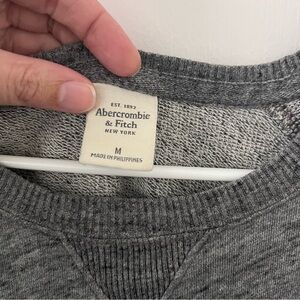 EST. 1892
Abercrombie
& Fitch
NEW YORK
M
MADE IN PHILIPPINES